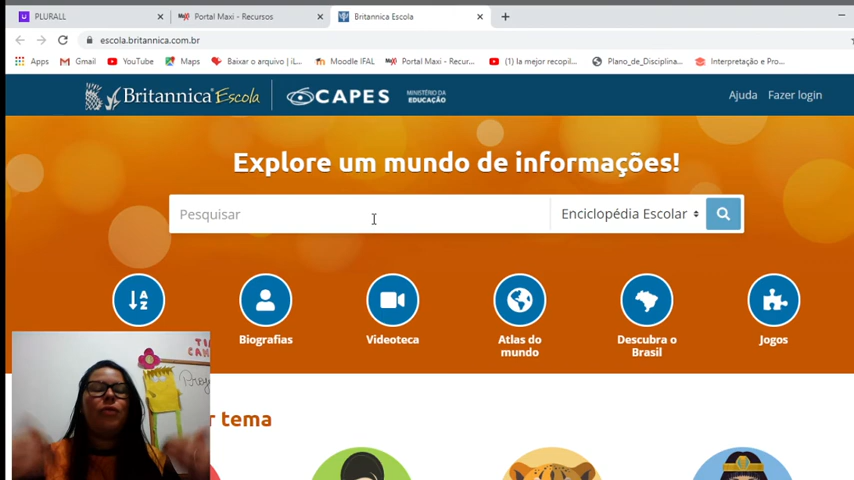 PLURALL
Portal Maxi - Recursos
Britannica Escola
escola.britannica.com.br
Apps
Gmail
YouTube
Maps
Baixar o arquivo | iL...
Moodle IFAL
Portal Maxi - Recur...
(1) la mejor recopil...
Plano_de_Disciplina...
Interpretação e Pro...
Britannica Escola
CAPES
MINISTÉRIO DA
EDUCAÇÃO
Ajuda
Fazer login
Explore um mundo de informações!
Pesquisar
Enciclopédia Escolar
A
Z
Biografias
Videoteca
Atlas do
mundo
Descubra o
Brasil
Jogos
r tema